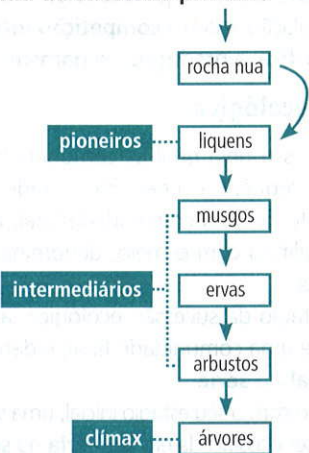 rocha nua
pioneiros liquens
musgos
intermediários ervas
arbustos
clímax árvores